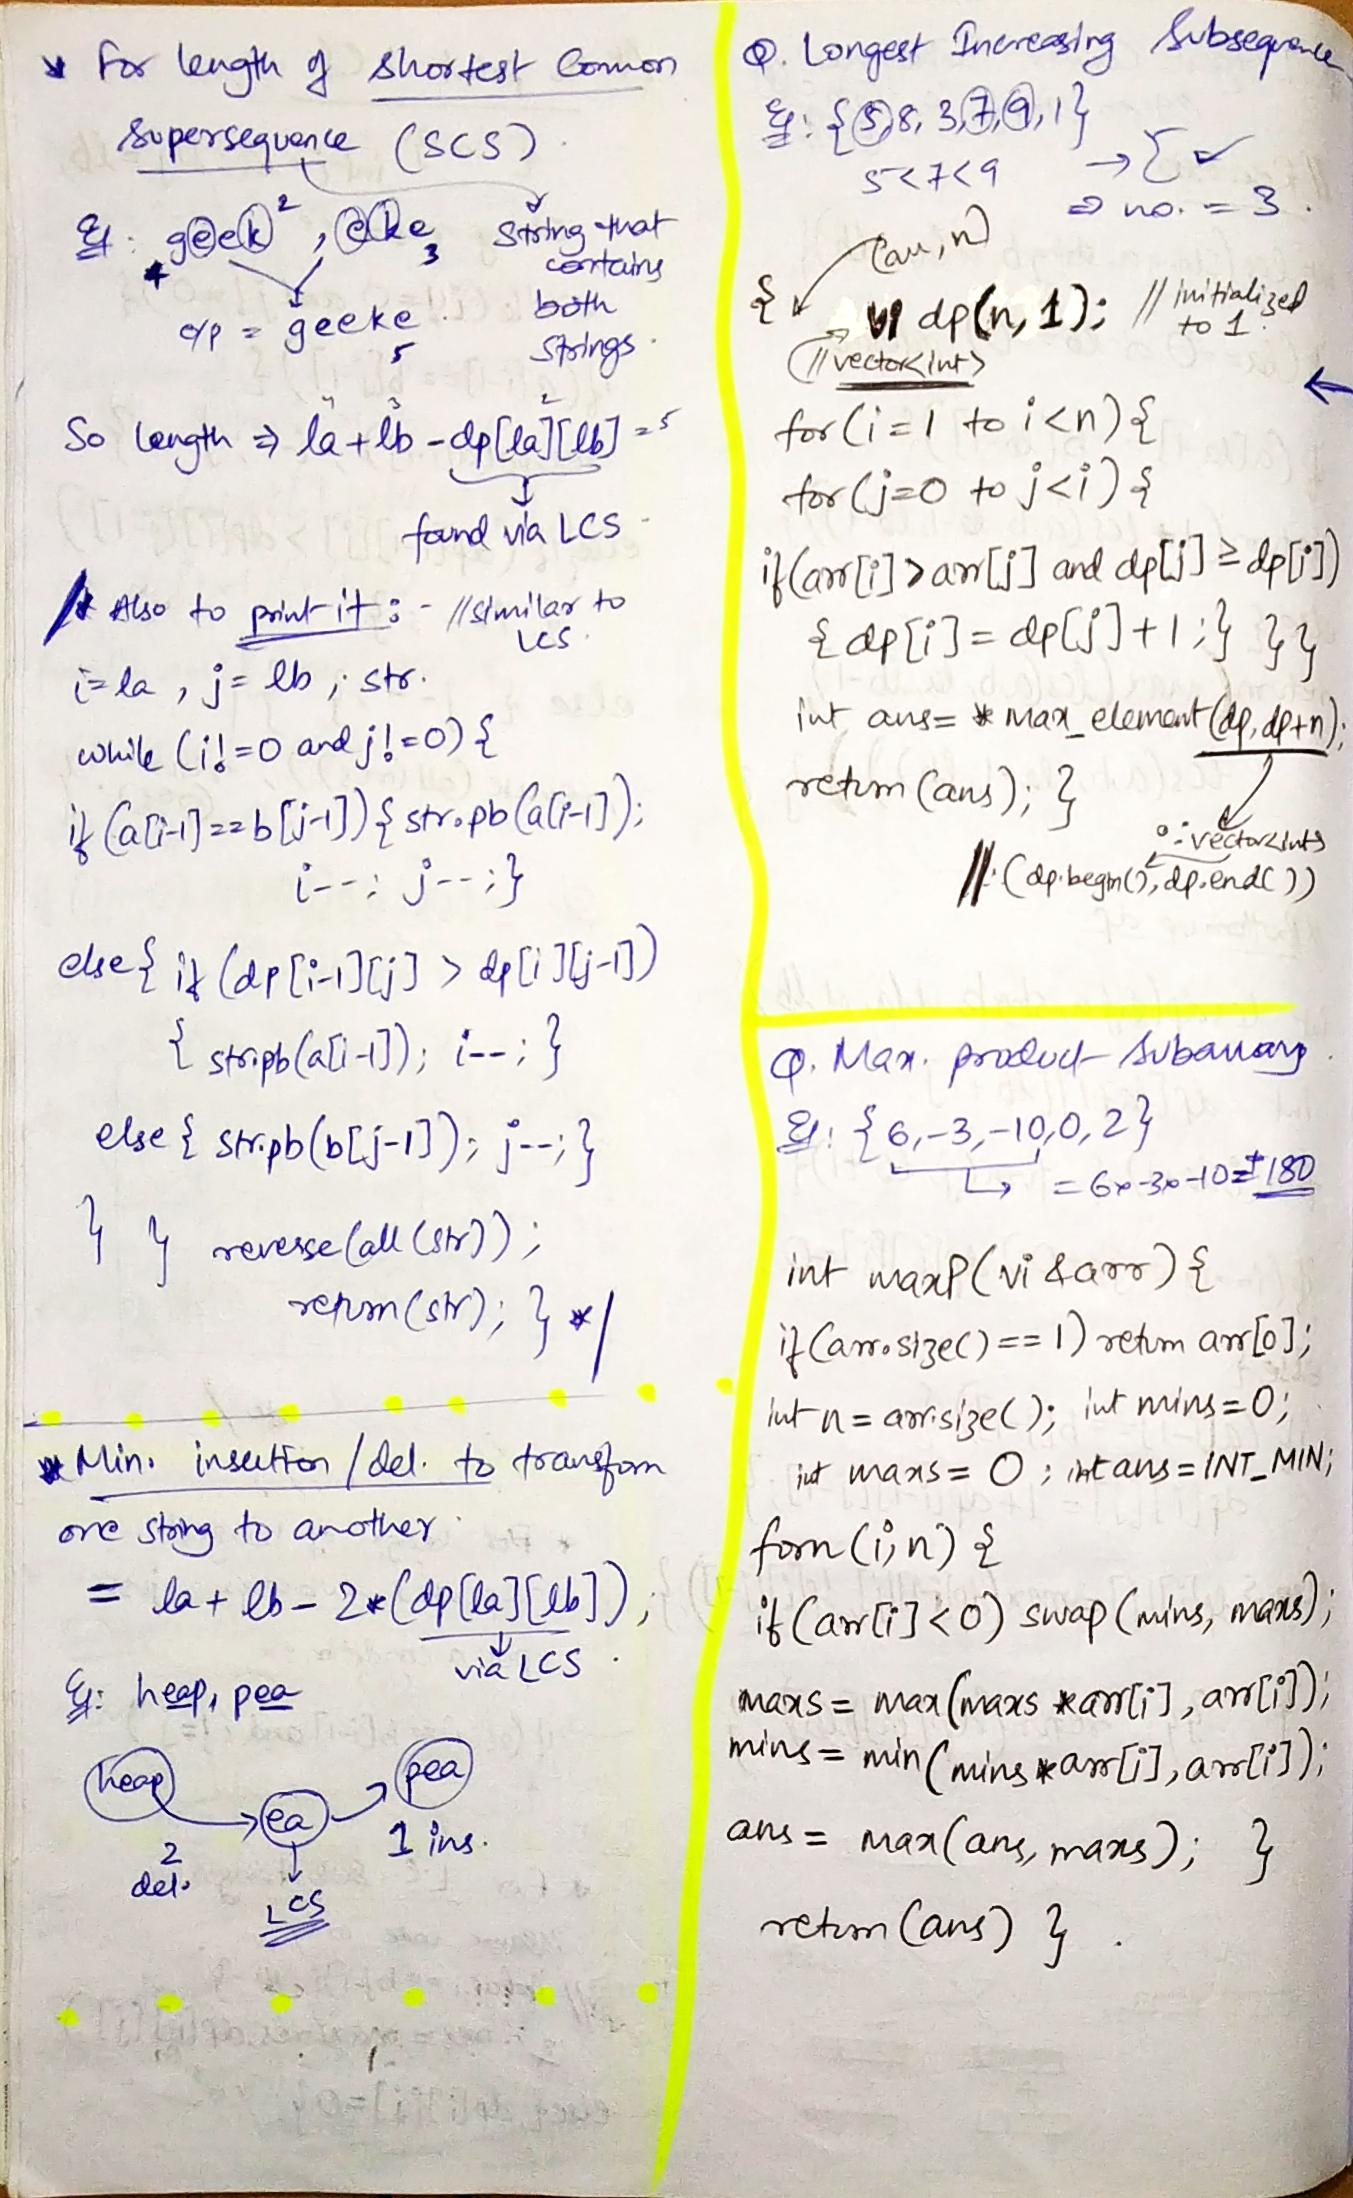 * For length of Shortest Common
Supersequence (SCS).
Eg: geek 2, eke 3
4
String that
contains
both
strings.
o/p = geeke.
5
4 3 2
So length ⇒ la + lb - dp[la][lb] = 5
found via LCS
/* Also to print it :- //similar to
LCS.
i=la , j= lb ; str.
while (i!=0 and j!=0) {
if (a[i-1]==b[j-1]) { str.pb(a[i-1]);
i--; j--;}
else { if (dp[i-1][j] > dp[i][j-1])
{ str.pb(a[i-1]); i--; }
else { str.pb(b[j-1]); j--;}
} } reverse(all(str));
return(str); } */
* Min. insertion / del. to transform
one string to another.
= la + lb - 2*(dp[la][lb]);
via LCS.
Eg: heap, pea
heap
pea
ea
2
del.
1 ins.
LCS
Q. Longest Increasing Subsequence
Eg: {5,8,3,7,9,1}
5<7<9
→ { ✓
⇒ no. = 3.
(arr, n)
{
vi dp(n, 1); // initialized
to 1.
(// vector<int>
←
for(i=1 to i<n){
for(j=0 to j<i){
if(arr[i]>arr[j] and dp[j] ≥ dp[i])
{ dp[i] = dp[j]+1;} }}
int ans= *max_element(dp,dp+n);
return(ans); }
∵ vector<int>
//·(dp.begin(), dp.end())
Q. Max. product Subarray.
Eg: {6,-3,-10,0,2}
= 6x-3x-10=+180
int maxP(vi &arr){
if(arr.size()==1) return arr[0];
int n = arr.size(); int mins=0;
int maxs= 0 ; int ans = INT_MIN;
forn(i,n) {
if(arr[i]<0) swap(mins, maxs);
maxs = max(maxs *arr[i],arr[i]);
mins = min(mins *arr[i],arr[i]);
ans = max(ans, maxs); }
return(ans) }.